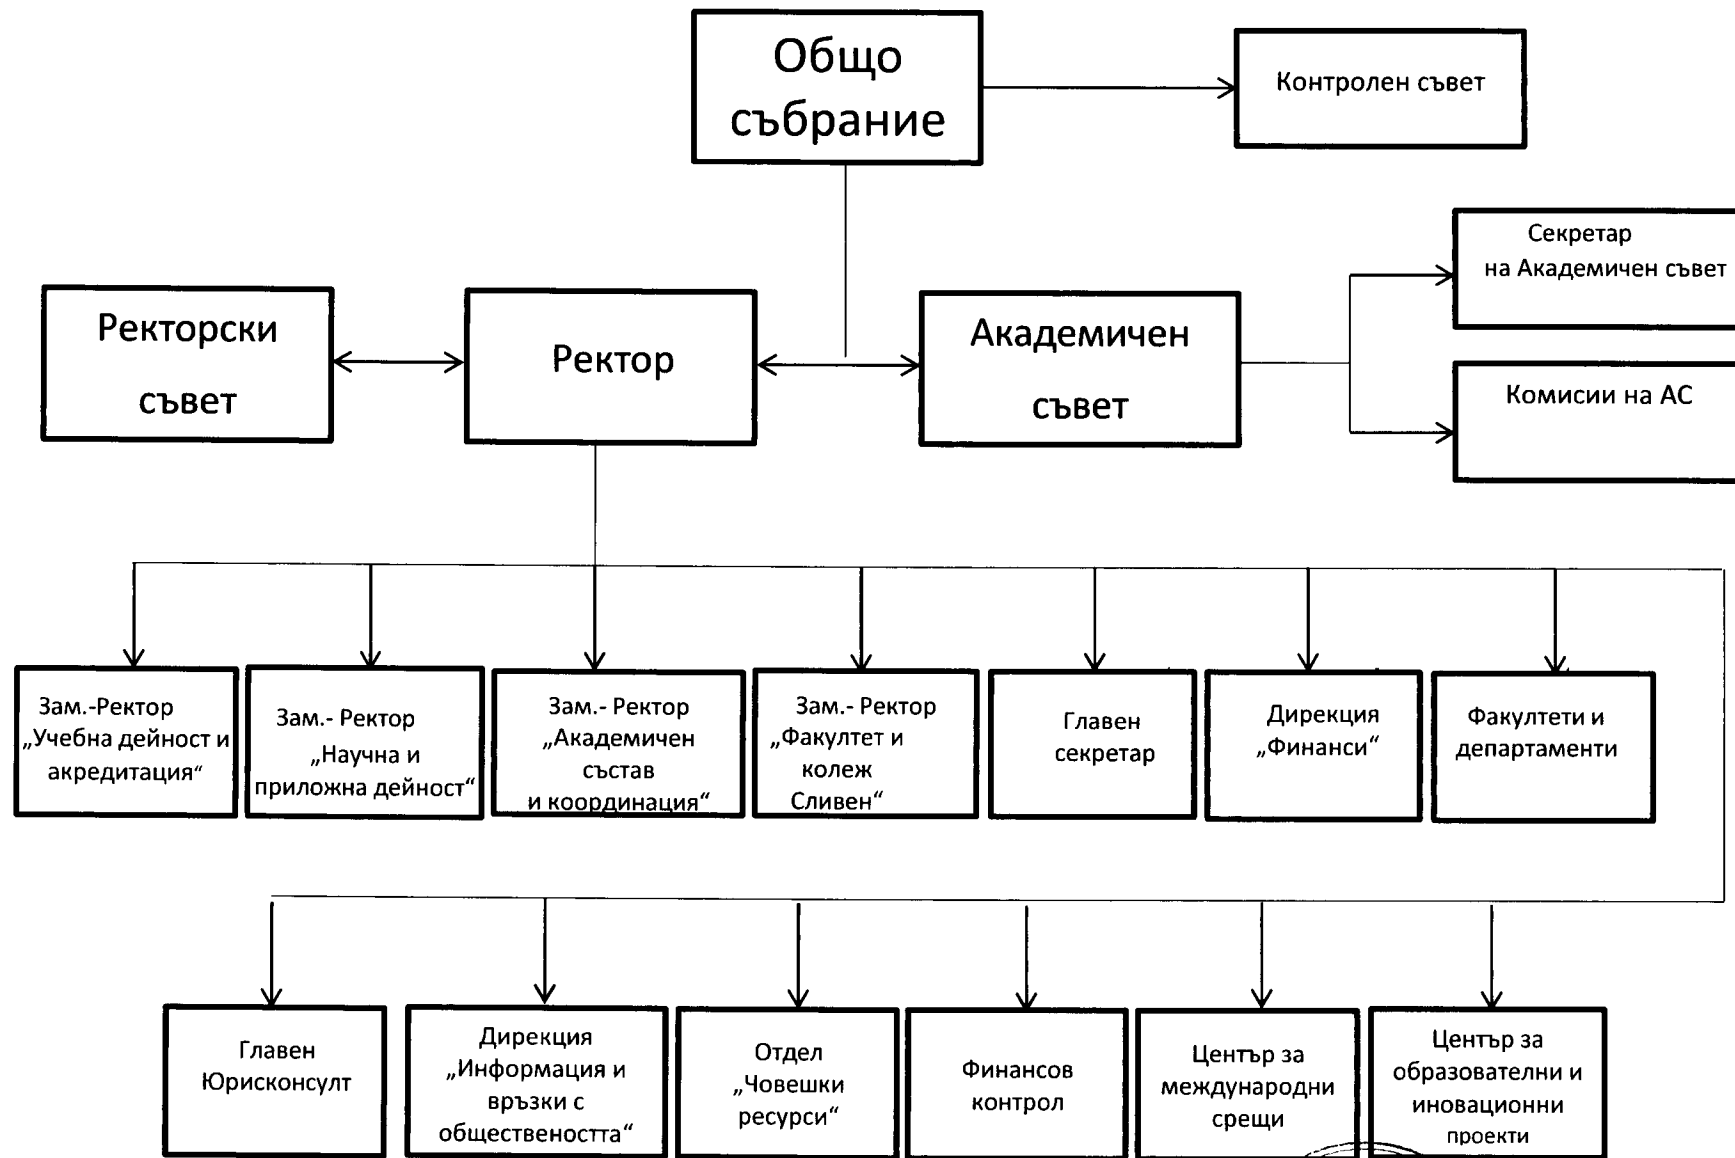 Общо
събрание
Контролен съвет
Секретар
на Академичен съвет
Ректорски
съвет
Ректор
Академичен
съвет
Комисии на АС
Зам.-Ректор
„Учебна дейност и
акредитация“
Зам.- Ректор
„Научна и
приложна дейност“
Зам.- Ректор
„Академичен
състав
и координация“
Зам.- Ректор
„Факултет и
колеж
Сливен“
Главен
секретар
Дирекция
„Финанси“
Факултети и
департаменти
Главен
Юрисконсулт
Дирекция
„Информация и
връзки с
обществеността“
Отдел
„Човешки
ресурси“
Финансов
контрол
Център за
международни
срещи
Център за
образователни и
иновационни
проекти